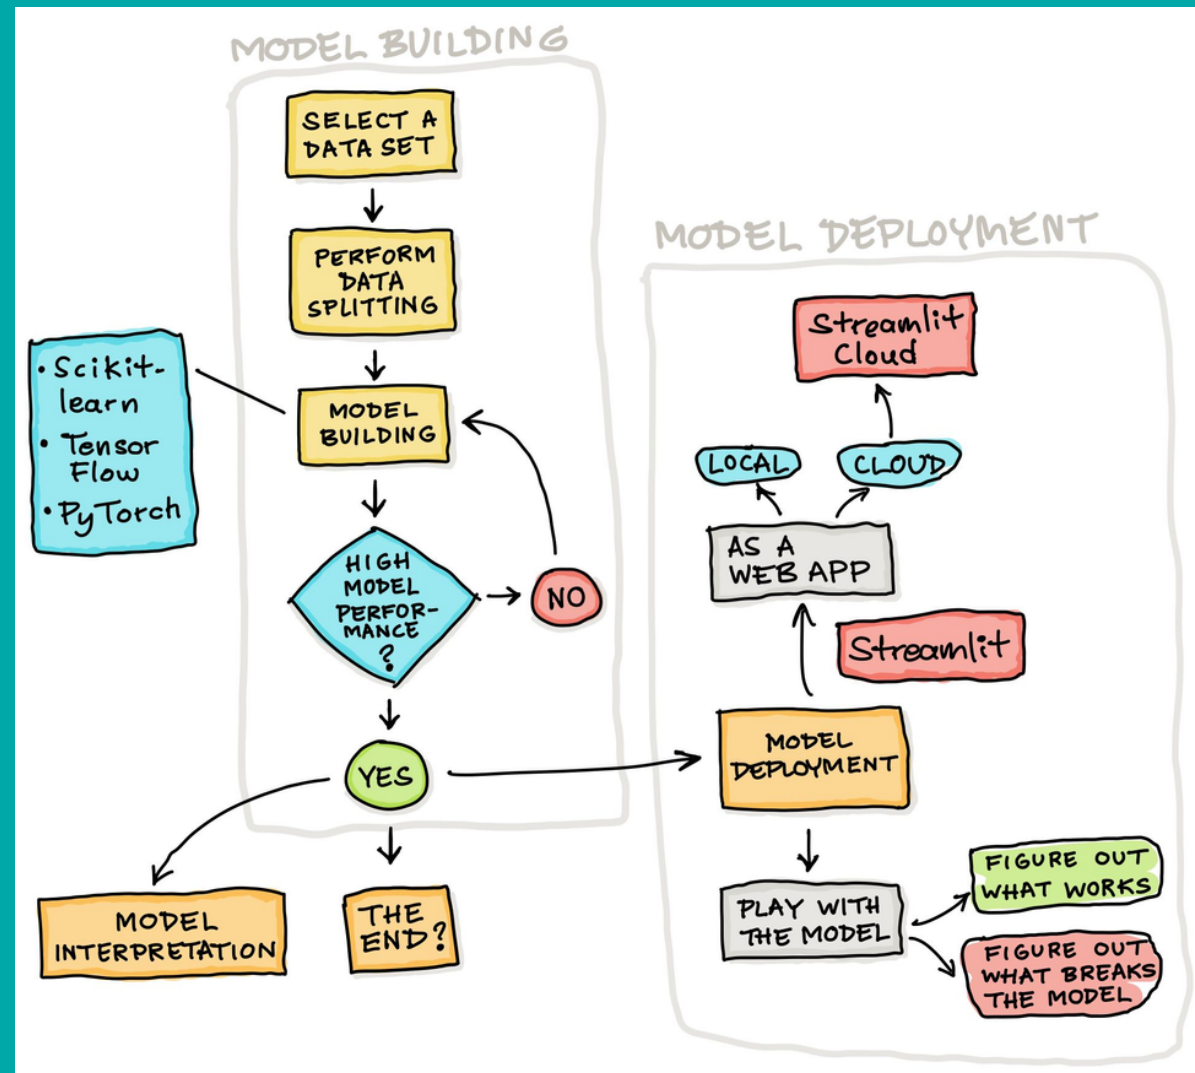 MODEL BUILDING
SELECT A
DATA SET
PERFORM
DATA
SPLITTING
• Scikit-
learn
• Tensor
Flow
• PyTorch
MODEL
BUILDING
HIGH
MODEL
PERFOR-
MANCE
?
NO
YES
MODEL
INTERPRETATION
THE
END?
MODEL DEPLOYMENT
Streamlit
Cloud
LOCAL
CLOUD
AS A
WEB APP
Streamlit
MODEL
DEPLOYMENT
PLAY WITH
THE MODEL
FIGURE OUT
WHAT WORKS
FIGURE OUT
WHAT BREAKS
THE MODEL